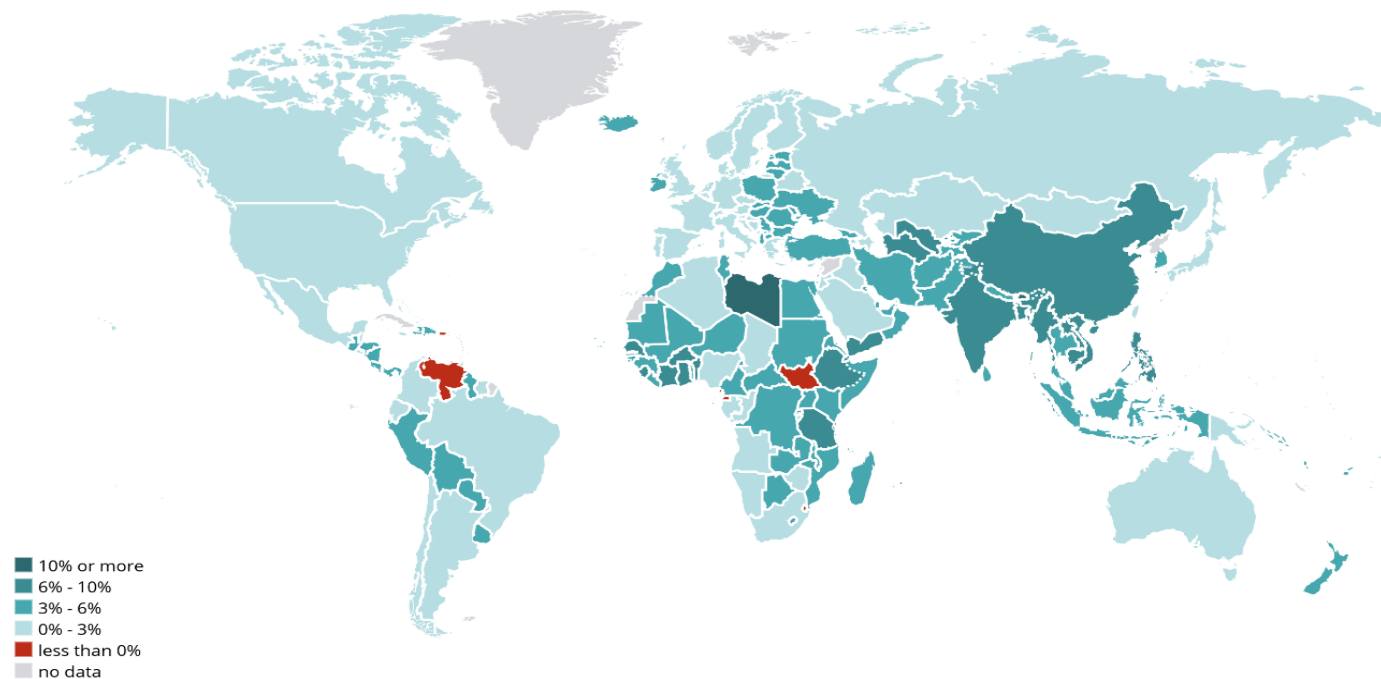 10% or more
6% - 10%
3% - 6%
0% - 3%
less than 0%
no data